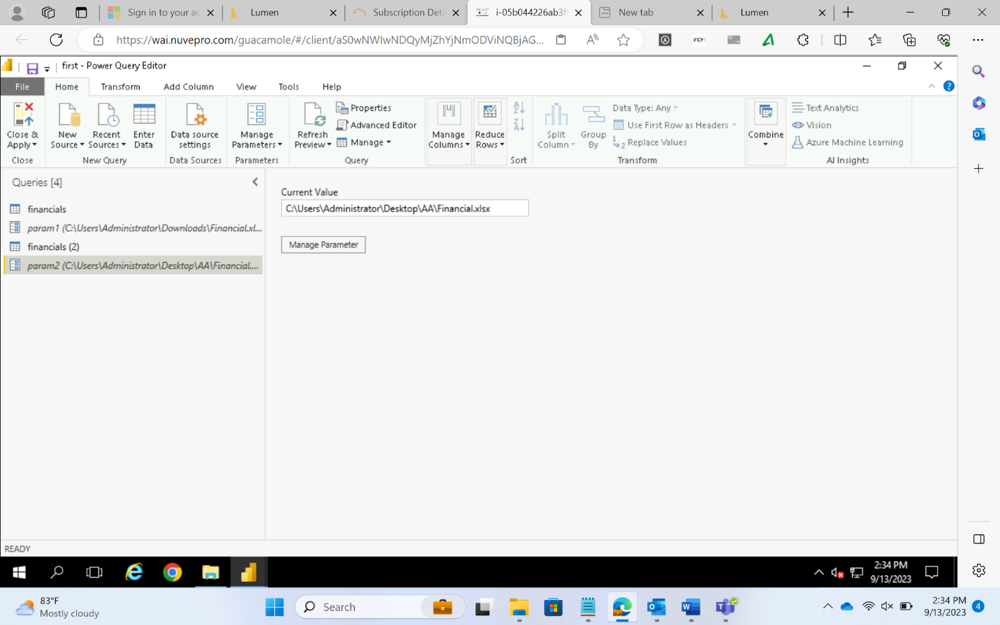 Sign in to your ac
Lumen
Subscription Deta
i-05b044226ab3f
New tab
Lumen
https://wai.nuvepro.com/guacamole/#/client/aS0wNWIwNDQyMjZhYjNmODViNQBjAG...
FCM
first - Power Query Editor
File
Home
Transform
Add Column
View
Tools
Help
Close &
Apply
New
Source
Recent
Sources
Enter
Data
Data source
settings
Manage
Parameters
Refresh
Preview
Properties
Advanced Editor
Manage
Manage
Columns
Reduce
Rows
Split
Column
Group
By
Data Type: Any
Use First Row as Headers
Replace Values
Combine
Text Analytics
Vision
Azure Machine Learning
Close
New Query
Data Sources
Parameters
Query
Sort
Transform
AI Insights
Queries [4]
financials
param1 (C:\Users\Administrator\Downloads\Financial.xl...
financials (2)
param2 (C:\Users\Administrator\Desktop\AA\Financial....
Current Value
C:\Users\Administrator\Desktop\AA\Financial.xlsx
Manage Parameter
READY
2:34 PM
9/13/2023
83°F
Mostly cloudy
Search
2:34 PM
9/13/2023
4